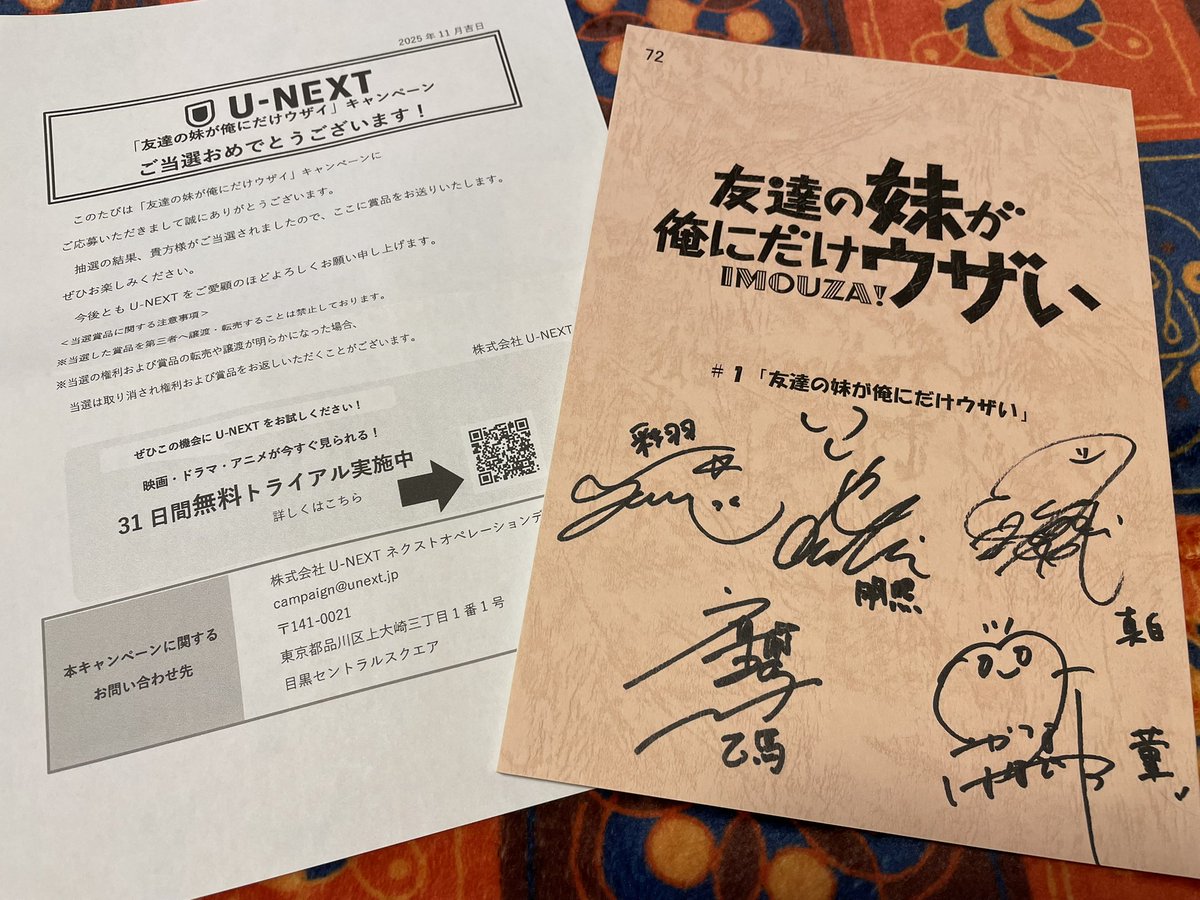 2025年11月吉日
U-NEXT
「友達の妹が俺にだけウザイ」キャンペーン
ご当選おめでとうございます！
このたびは「友達の妹が俺にだけウザイ」キャンペーンに
ご応募いただきまして誠にありがとうございます。
抽選の結果、貴方様がご当選されましたので、ここに賞品をお送りいたします。
ぜひお楽しみください。
今後とも U-NEXT をご愛顧のほどよろしくお願い申し上げます。
＜当選賞品に関する注意事項＞
※当選した賞品を第三者へ譲渡・転売することは禁止しております。
※当選の権利および賞品の転売や譲渡が明らかになった場合、
当選は取り消され権利および賞品をお返しいただくことがございます。
株式会社 U-NEXT
ぜひこの機会に U-NEXT をお試しください！
映画・ドラマ・アニメが今すぐ見られる！
31日間無料トライアル実施中
詳しくはこちら
本キャンペーンに関する
お問い合わせ先
株式会社 U-NEXT ネクストオペレーションデ
campaign@unext.jp
〒141-0021
東京都品川区上大崎三丁目1番1号
目黒セントラルスクエア
72
友達の妹が
俺にだけウザい
IMOUZA!
#1「友達の妹が俺にだけウザい」
彩羽
明照
真白
乙馬
菫